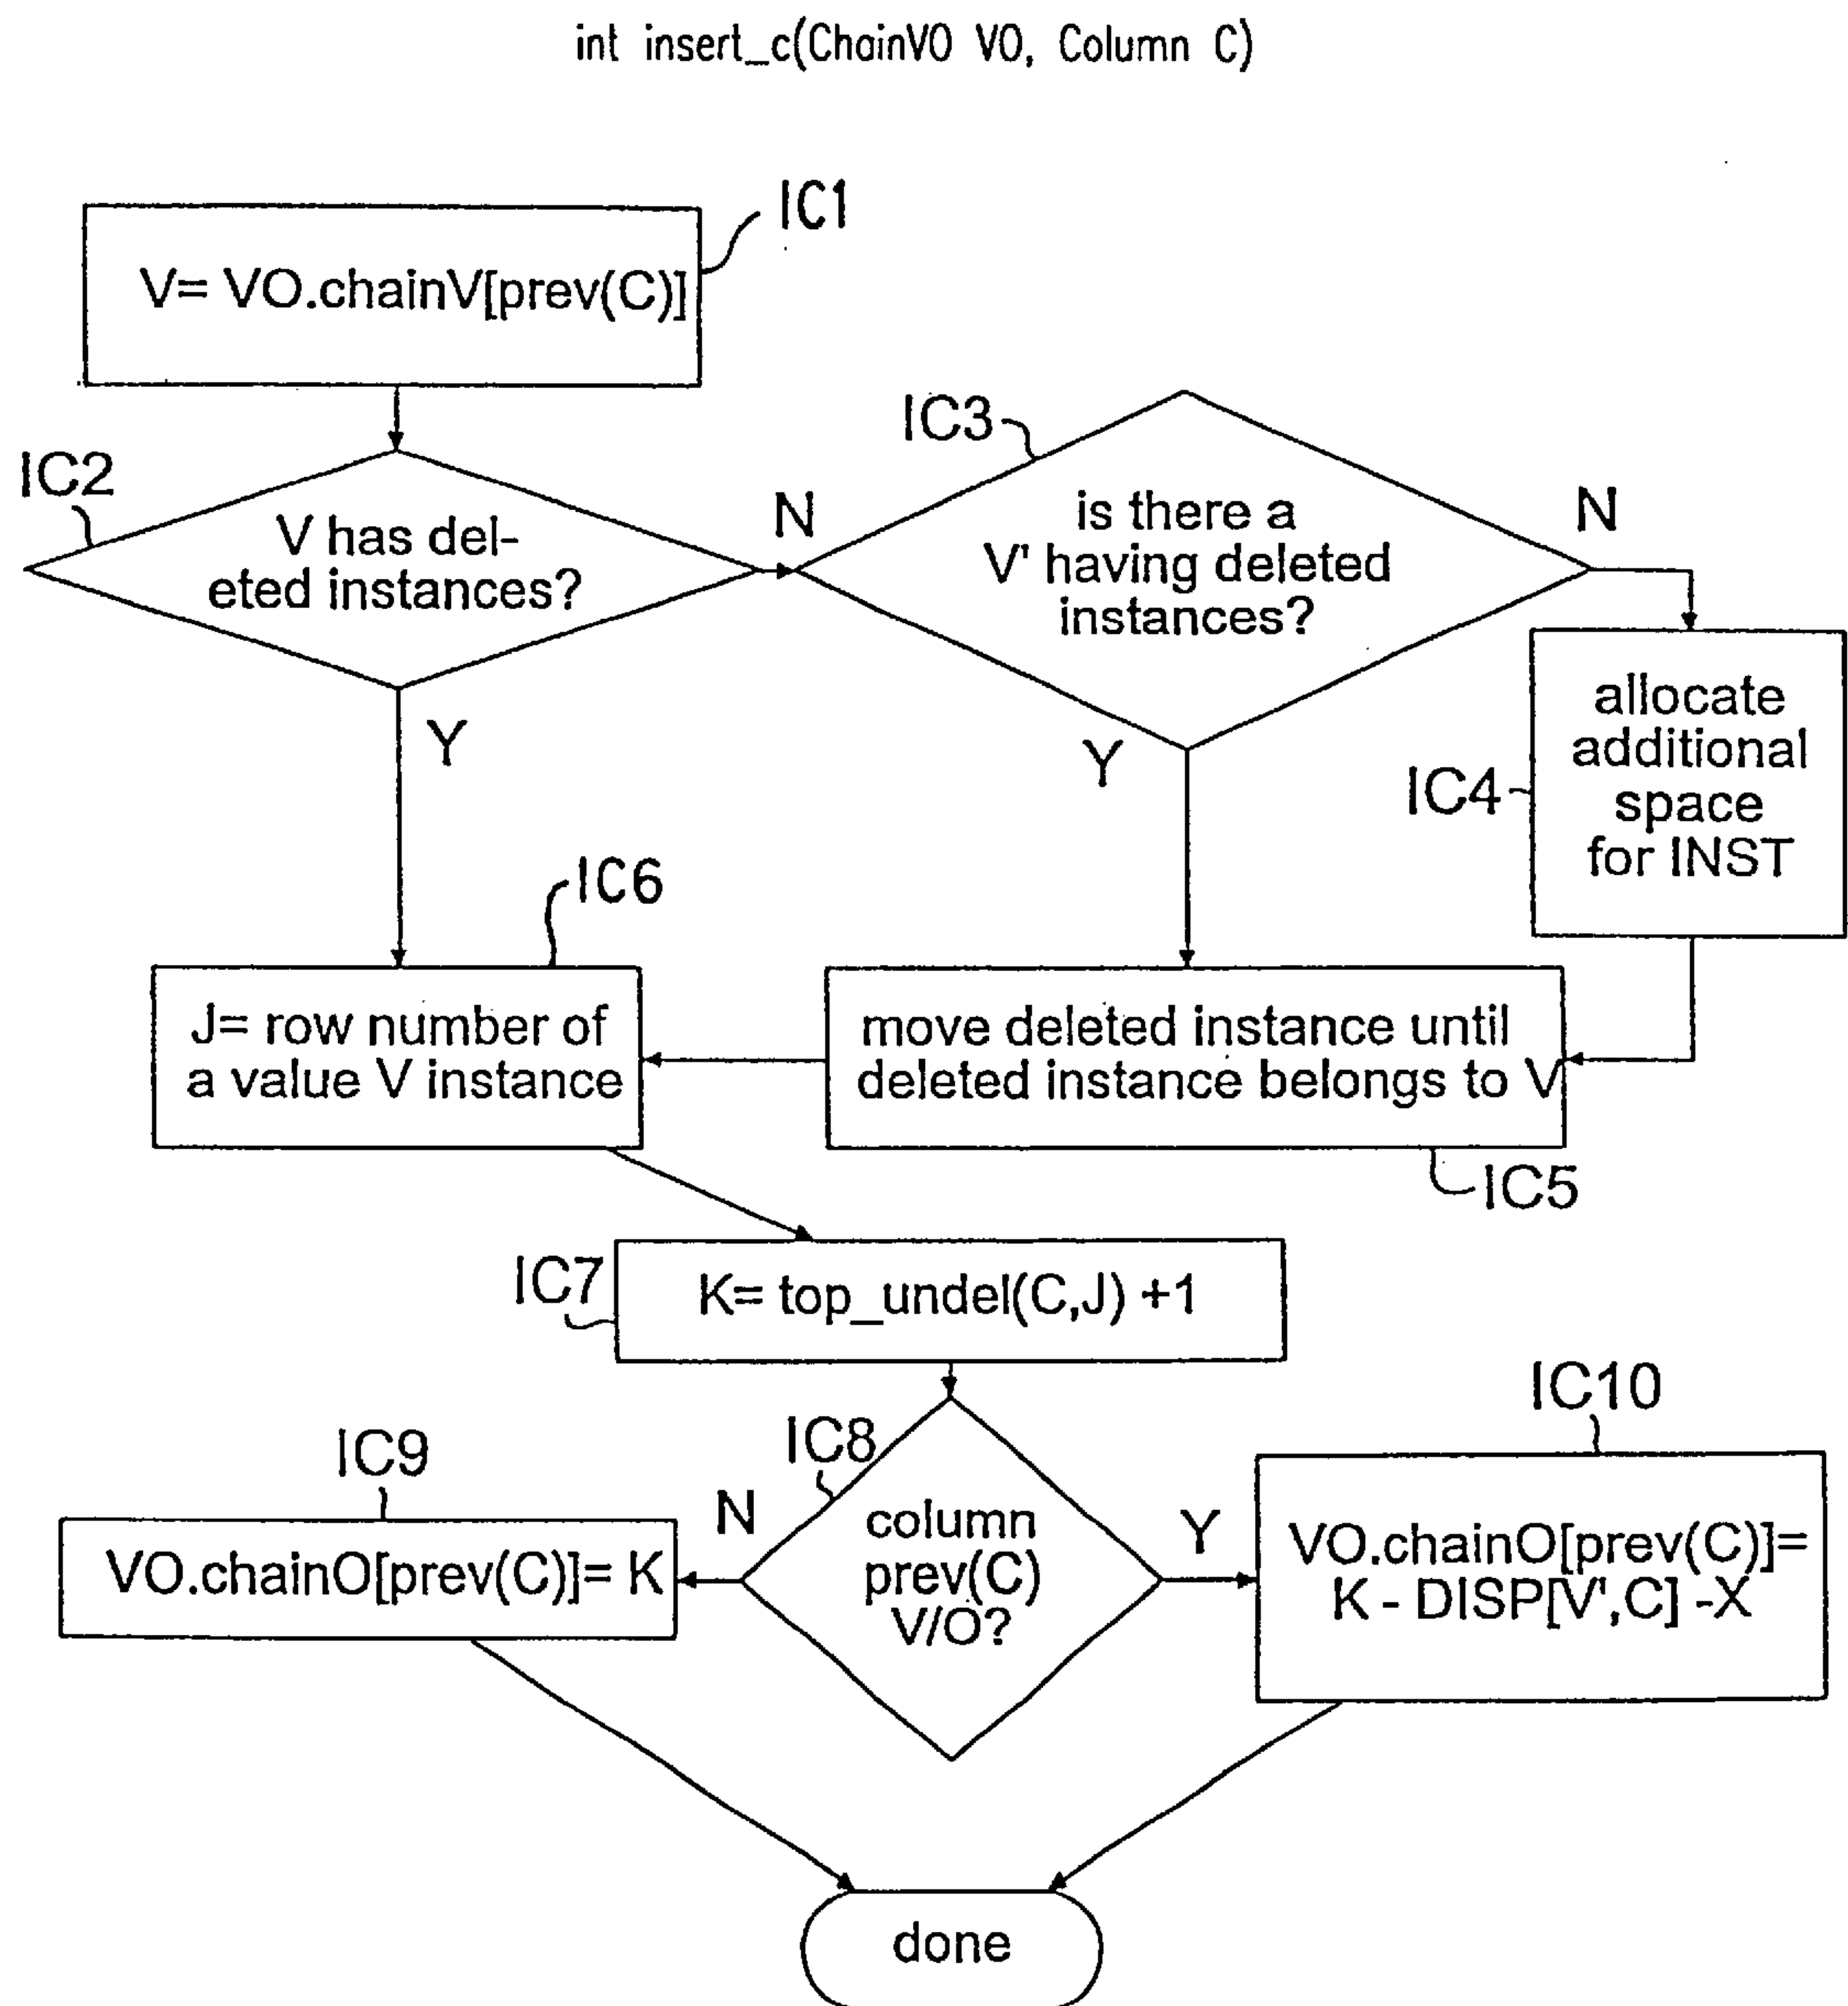 int insert_c(ChainVO VO, Column C)
IC1
V= VO.chainV[prev(C)]
IC2
V has del-
eted instances?
N
Y
IC3
is there a
V' having deleted
instances?
N
Y
IC4
allocate
additional
space
for INST
IC6
J= row number of
a value V instance
move deleted instance until
deleted instance belongs to V
IC5
IC7
K= top_undel(C,J) +1
IC8
column
prev(C)
V/O?
N
Y
IC9
VO.chainO[prev(C)]= K
IC10
VO.chainO[prev(C)]=
K - DISP[V',C] -X
done